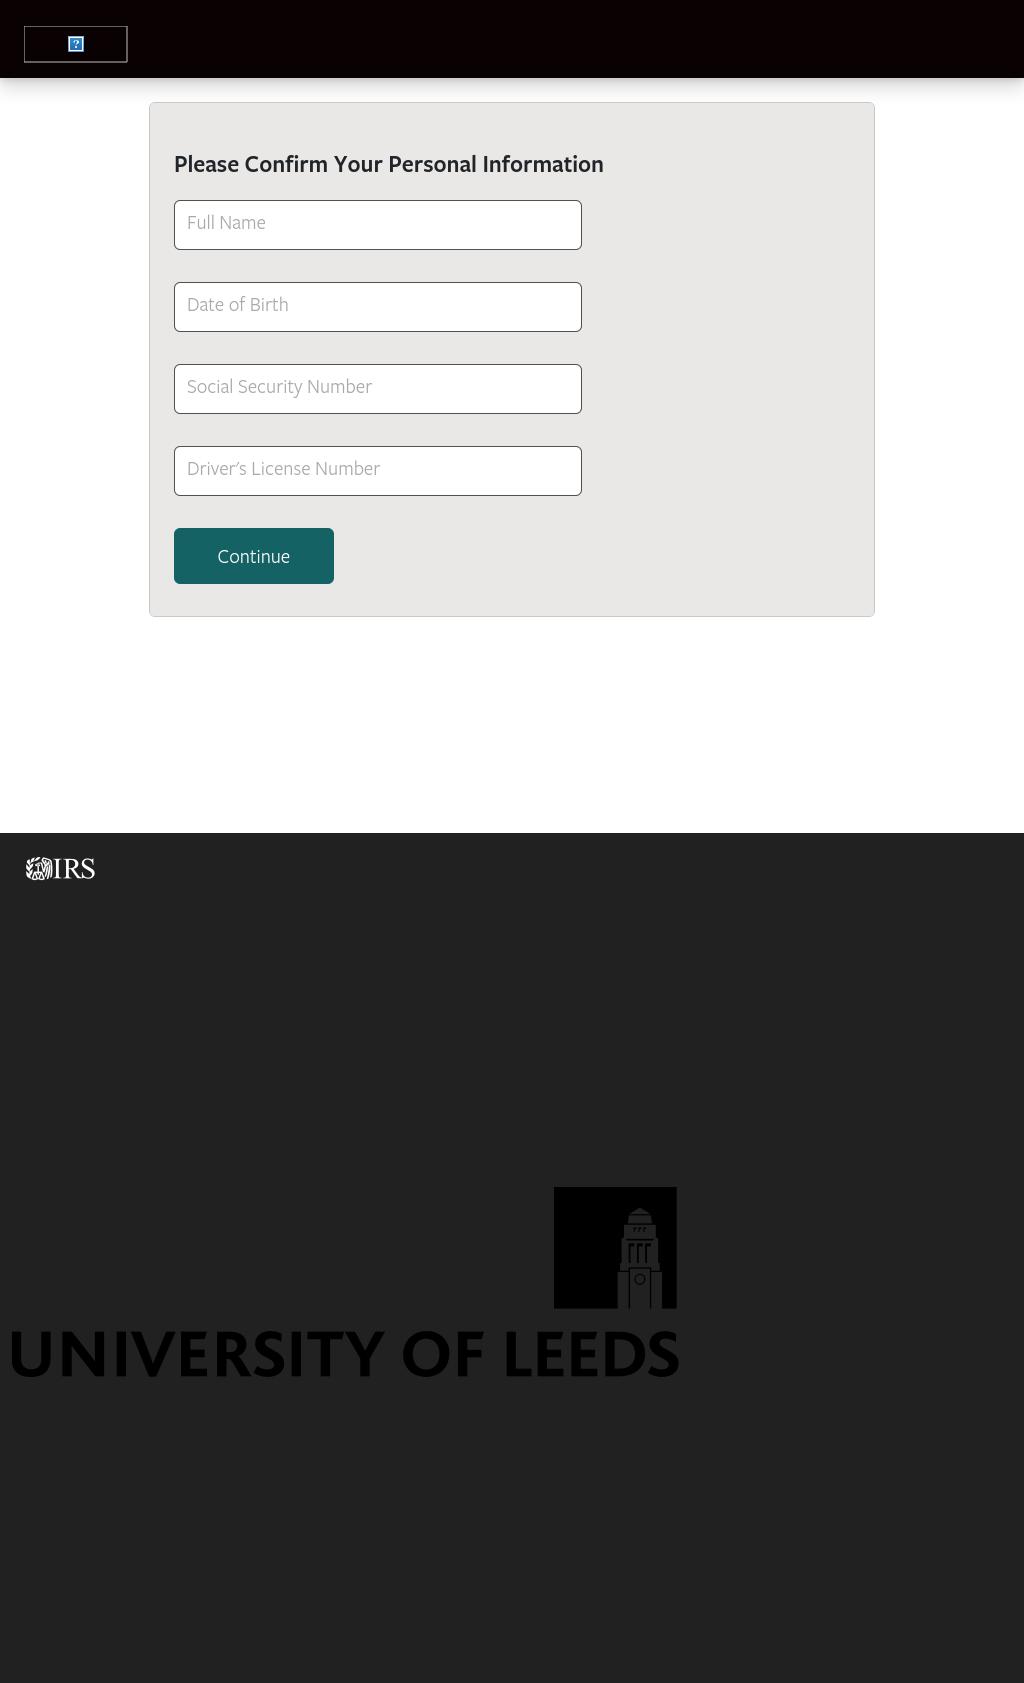 Please Confirm Your Personal Information
Full Name
Date of Birth
Social Security Number
Driver's License Number
Continue
IRS
UNIVERSITY OF LEEDS